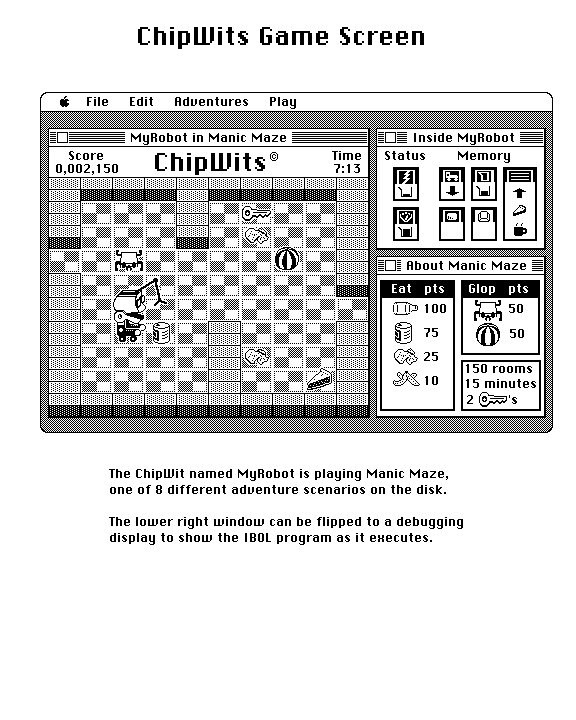 ChipWits Game Screen
File Edit Adventures Play
MyRobot in Manic Maze
Inside MyRobot
Score
0,002,150
ChipWits©
Time
7:13
Status Memory
About Manic Maze
Eat pts
100
75
25
10
Glop pts
50
50
150 rooms
15 minutes
2 's
The ChipWit named MyRobot is playing Manic Maze,
one of 8 different adventure scenarios on the disk.
The lower right window can be flipped to a debugging
display to show the IBOL program as it executes.